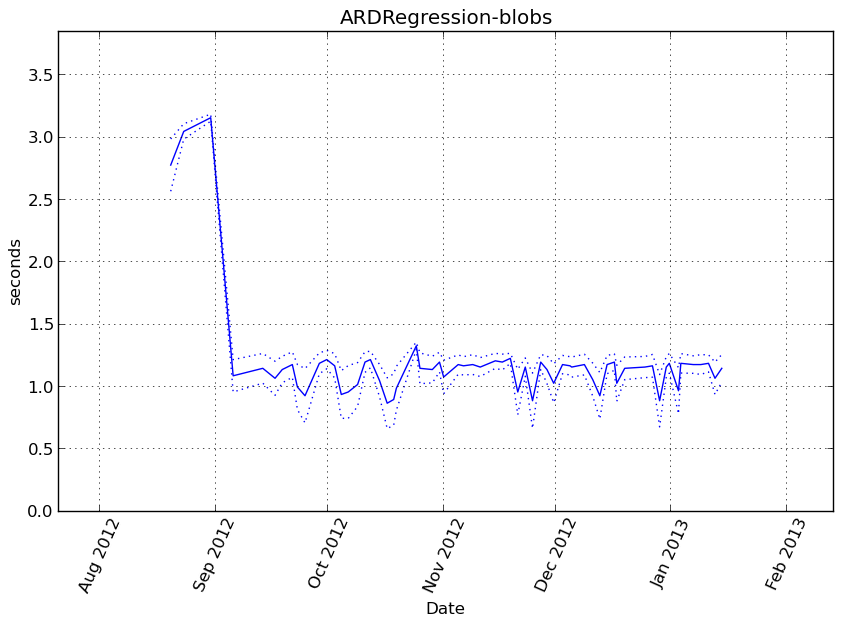 ARDRegression-blobs
3.5
3.0
2.5
2.0
1.5
1.0
0.5
0.0
seconds
Aug 2012
Sep 2012
Oct 2012
Nov 2012
Dec 2012
Jan 2013
Feb 2013
Date